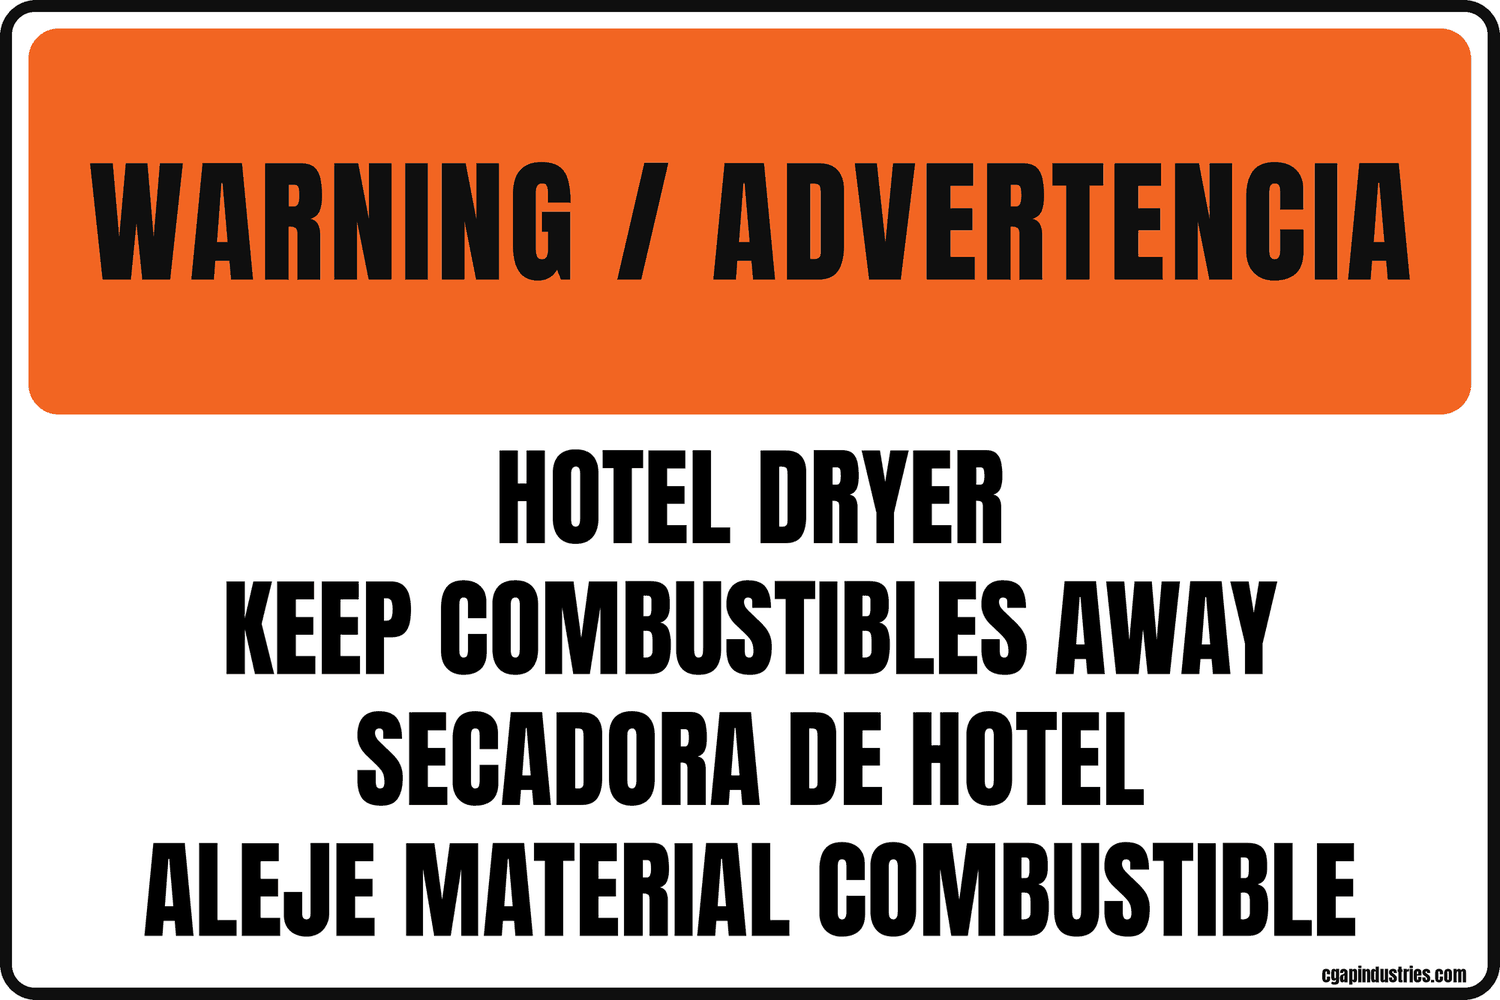 WARNING / ADVERTENCIA
HOTEL DRYER
KEEP COMBUSTIBLES AWAY
SECADORA DE HOTEL
ALEJE MATERIAL COMBUSTIBLE
cgapindustries.com